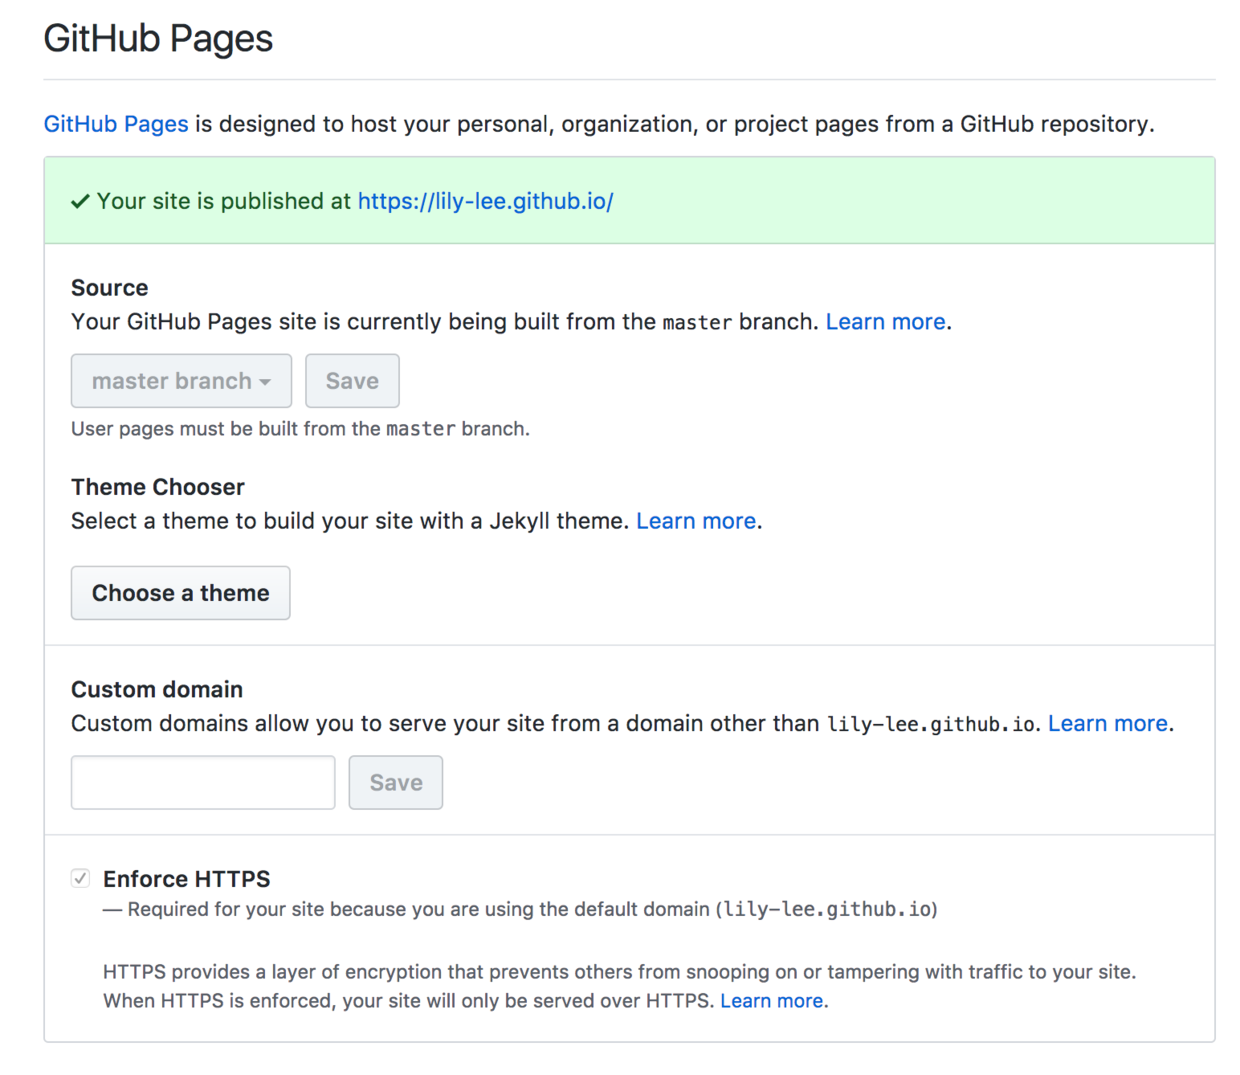 GitHub Pages
GitHub Pages is designed to host your personal, organization, or project pages from a GitHub repository.
Your site is published at https://lily-lee.github.io/
Source
Your GitHub Pages site is currently being built from the master branch. Learn more.
master branch Save
User pages must be built from the master branch.
Theme Chooser
Select a theme to build your site with a Jekyll theme. Learn more.
Choose a theme
Custom domain
Custom domains allow you to serve your site from a domain other than lily-lee.github.io. Learn more.
Save
Enforce HTTPS
— Required for your site because you are using the default domain (lily-lee.github.io)
HTTPS provides a layer of encryption that prevents others from snooping on or tampering with traffic to your site.
When HTTPS is enforced, your site will only be served over HTTPS. Learn more.